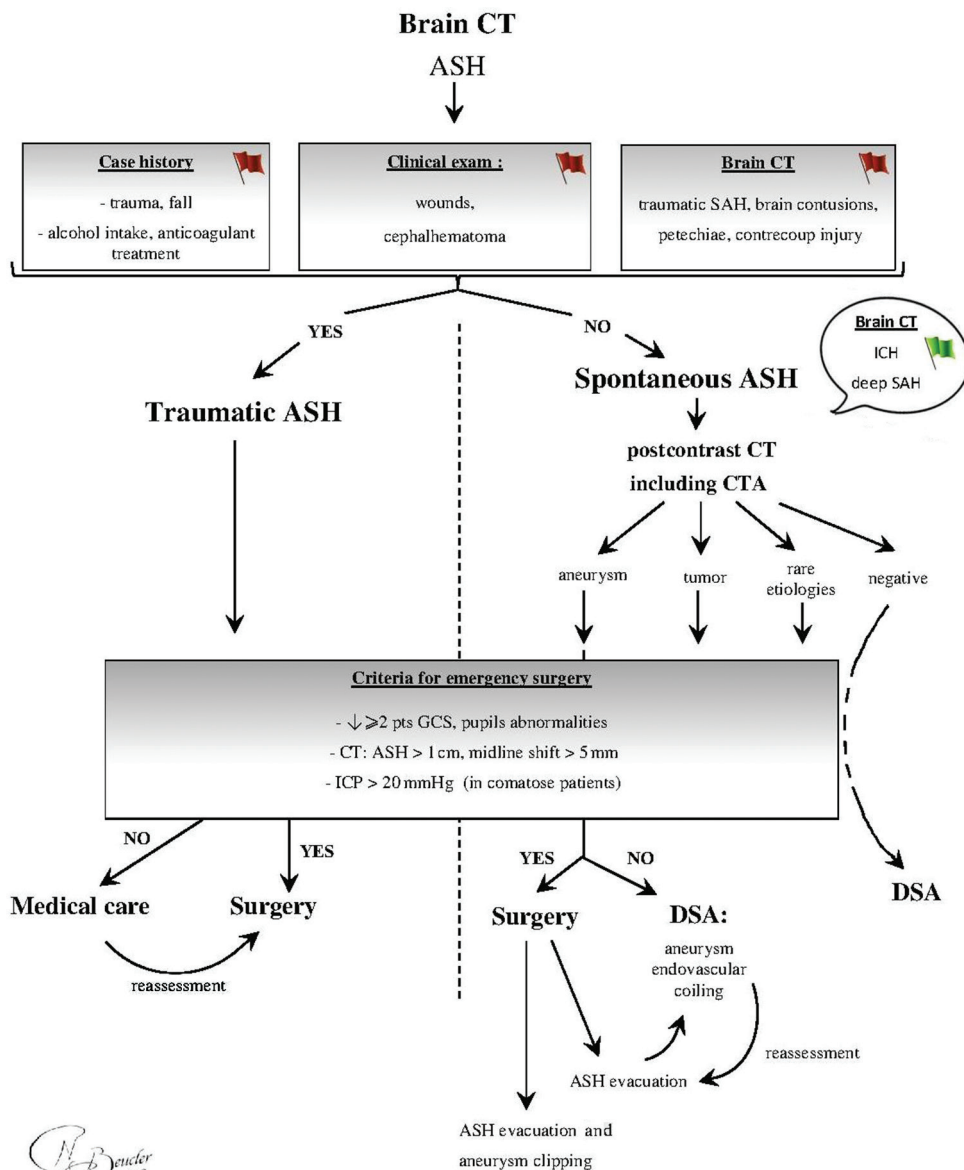 Brain CT
ASH
Case history
- trauma, fall
- alcohol intake, anticoagulant
treatment
Clinical exam :
wounds,
cephalhematoma
Brain CT
traumatic SAH, brain contusions,
petechiae, contrecoup injury
YES
NO
Brain CT
ICH
deep SAH
Traumatic ASH
Spontaneous ASH
postcontrast CT
including CTA
aneurysm
tumor
rare
etiologies
negative
Criteria for emergency surgery
- ↓ ⩾2 pts GCS, pupils abnormalities
- CT: ASH > 1 cm, midline shift > 5 mm
- ICP > 20 mmHg (in comatose patients)
NO
YES
YES
NO
Medical care
Surgery
reassessment
Surgery
DSA:
aneurysm
endovascular
coiling
DSA
reassessment
ASH evacuation
ASH evacuation and
aneurysm clipping
Beucler